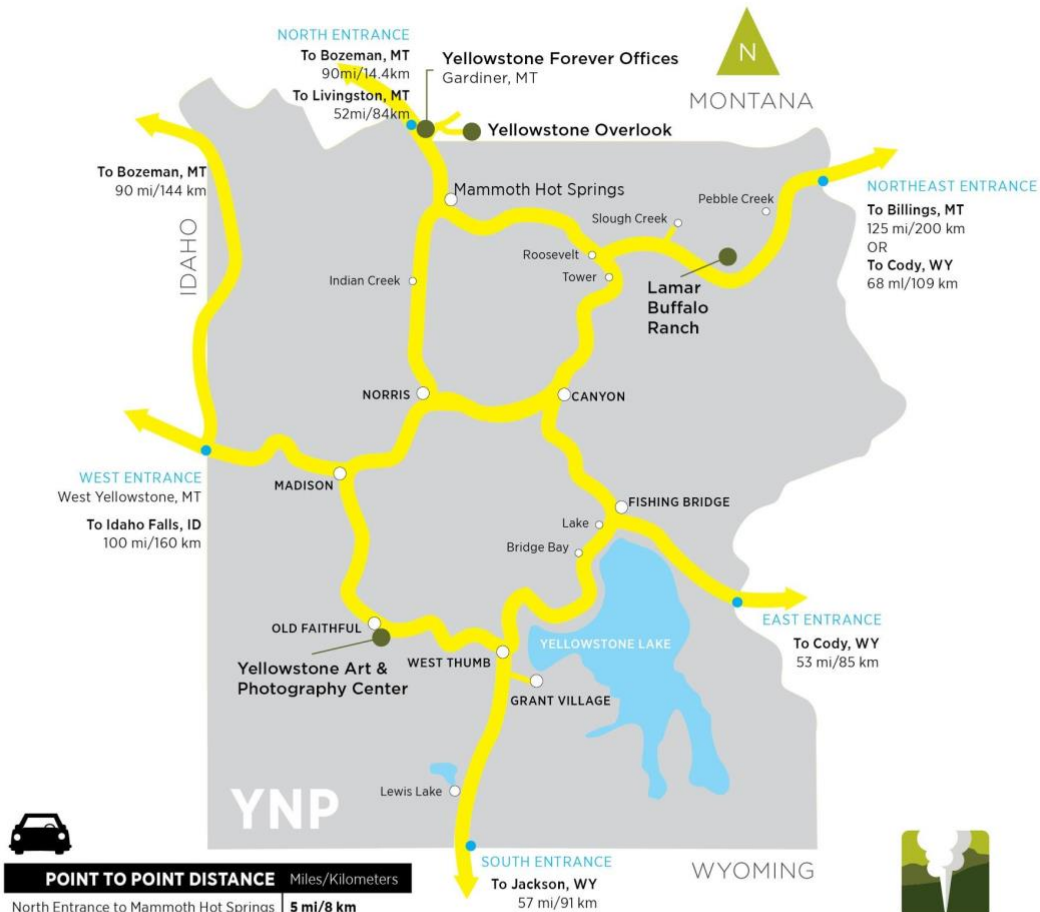 NORTH ENTRANCE
To Bozeman, MT
90mi/14.4km
To Livingston, MT
52mi/84km
Yellowstone Forever Offices
Gardiner, MT
N
MONTANA
Yellowstone Overlook
To Bozeman, MT
90 mi/144 km
IDAHO
Mammoth Hot Springs
Pebble Creek
Slough Creek
Roosevelt
Tower
Indian Creek
Lamar
Buffalo
Ranch
NORTHEAST ENTRANCE
To Billings, MT
125 mi/200 km
OR
To Cody, WY
68 ml/109 km
NORRIS
CANYON
WEST ENTRANCE
West Yellowstone, MT
To Idaho Falls, ID
100 mi/160 km
MADISON
FISHING BRIDGE
Lake
Bridge Bay
EAST ENTRANCE
To Cody, WY
53 mi/85 km
OLD FAITHFUL
Yellowstone Art &
Photography Center
WEST THUMB
YELLOWSTONE LAKE
GRANT VILLAGE
Lewis Lake
YNP
SOUTH ENTRANCE
To Jackson, WY
57 mi/91 km
WYOMING
POINT TO POINT DISTANCE Miles/Kilometers
North Entrance to Mammoth Hot Springs 5 mi/8 km